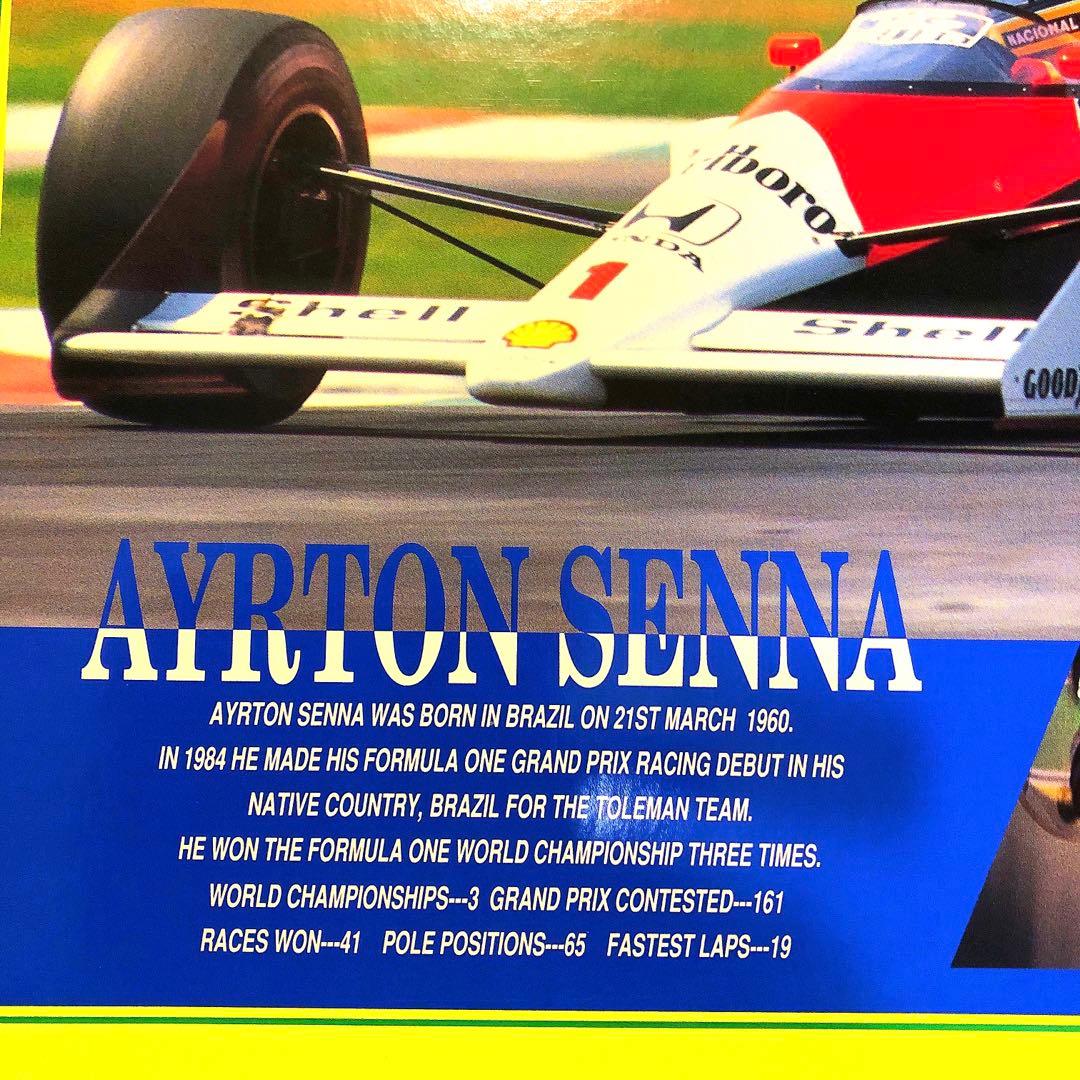 NACIONAL
Marlboro
HONDA
1
Shell
Shell
GOOD
AYRTON SENNA
AYRTON SENNA WAS BORN IN BRAZIL ON 21ST MARCH 1960.
IN 1984 HE MADE HIS FORMULA ONE GRAND PRIX RACING DEBUT IN HIS
NATIVE COUNTRY, BRAZIL FOR THE TOLEMAN TEAM.
HE WON THE FORMULA ONE WORLD CHAMPIONSHIP THREE TIMES.
WORLD CHAMPIONSHIPS---3 GRAND PRIX CONTESTED---161
RACES WON---41 POLE POSITIONS---65 FASTEST LAPS---19